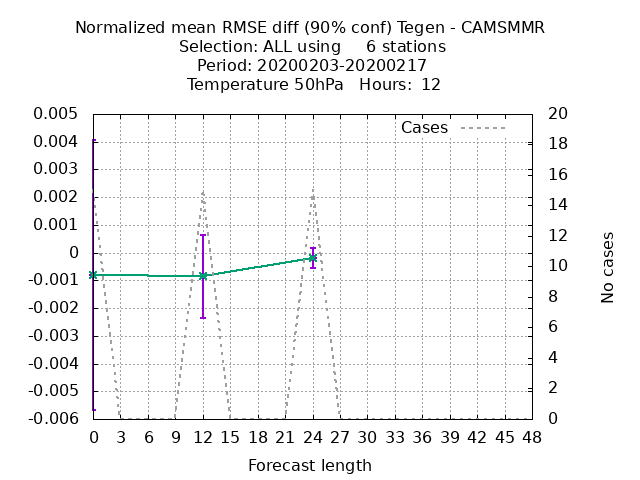 Normalized mean RMSE diff (90% conf) Tegen - CAMSMMR
Selection: ALL using     6 stations
Period: 20200203-20200217
Temperature 50hPa   Hours:  12
Cases
0.005
0.004
0.003
0.002
0.001
0
-0.001
-0.002
-0.003
-0.004
-0.005
-0.006
20
18
16
14
12
10
8
6
4
2
0
No cases
0 3 6 9 12 15 18 21 24 27 30 33 36 39 42 45 48
Forecast length